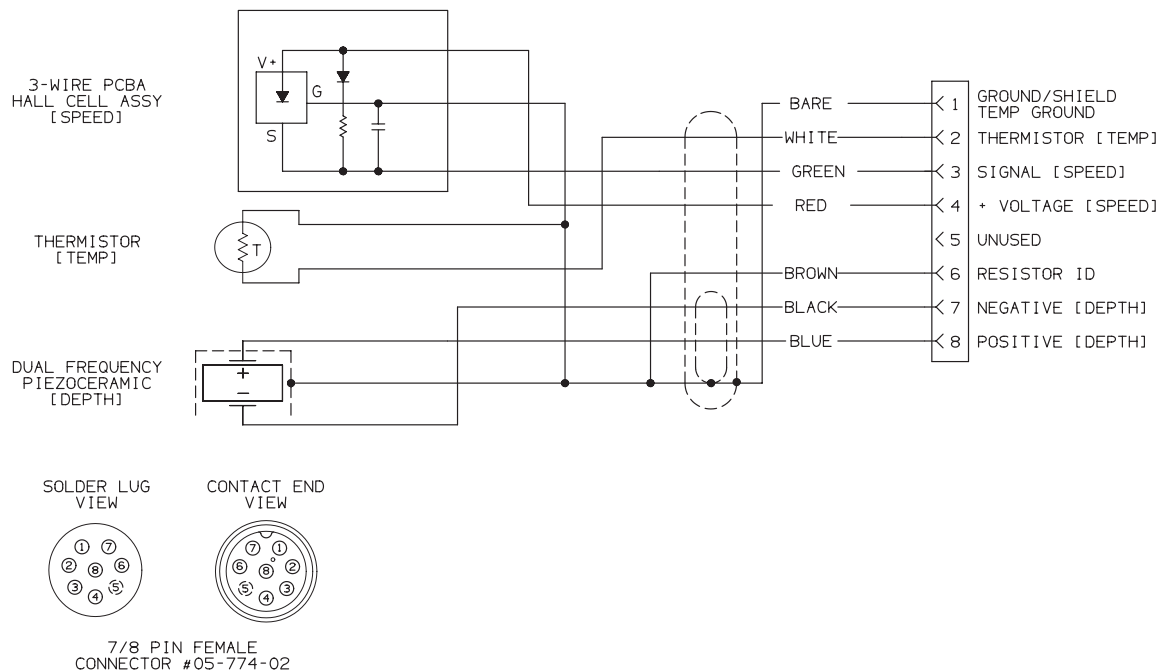 3-WIRE PCBA
HALL CELL ASSY
[SPEED]
V+
G
S
THERMISTOR
[TEMP]
T
DUAL FREQUENCY
PIEZOCERAMIC
[DEPTH]
+
−
BARE
WHITE
GREEN
RED
BROWN
BLACK
BLUE
1 GROUND/SHIELD
TEMP GROUND
2 THERMISTOR [TEMP]
3 SIGNAL [SPEED]
4 + VOLTAGE [SPEED]
5 UNUSED
6 RESISTOR ID
7 NEGATIVE [DEPTH]
8 POSITIVE [DEPTH]
SOLDER LUG
VIEW
1 7
2 8 6
3 4 5
CONTACT END
VIEW
7 1
6 8 2
5 4 3
7/8 PIN FEMALE
CONNECTOR #05-774-02